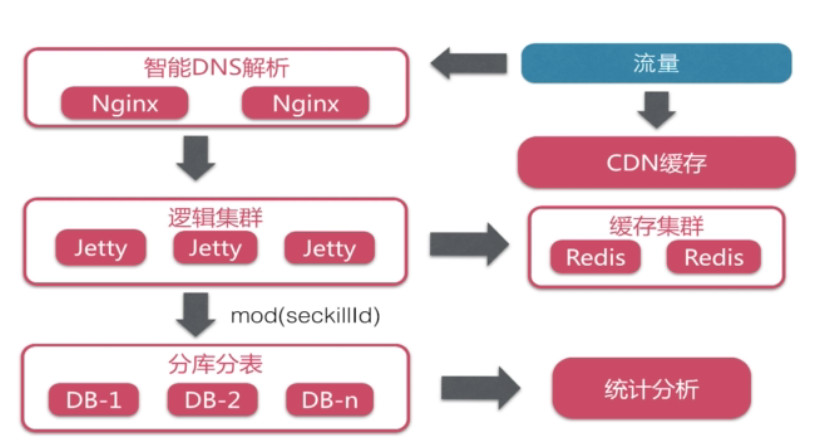 智能DNS解析
Nginx Nginx
流量
CDN缓存
逻辑集群
Jetty Jetty Jetty
缓存集群
Redis Redis
mod(seckillId)
分库分表
DB-1 DB-2 DB-n
统计分析